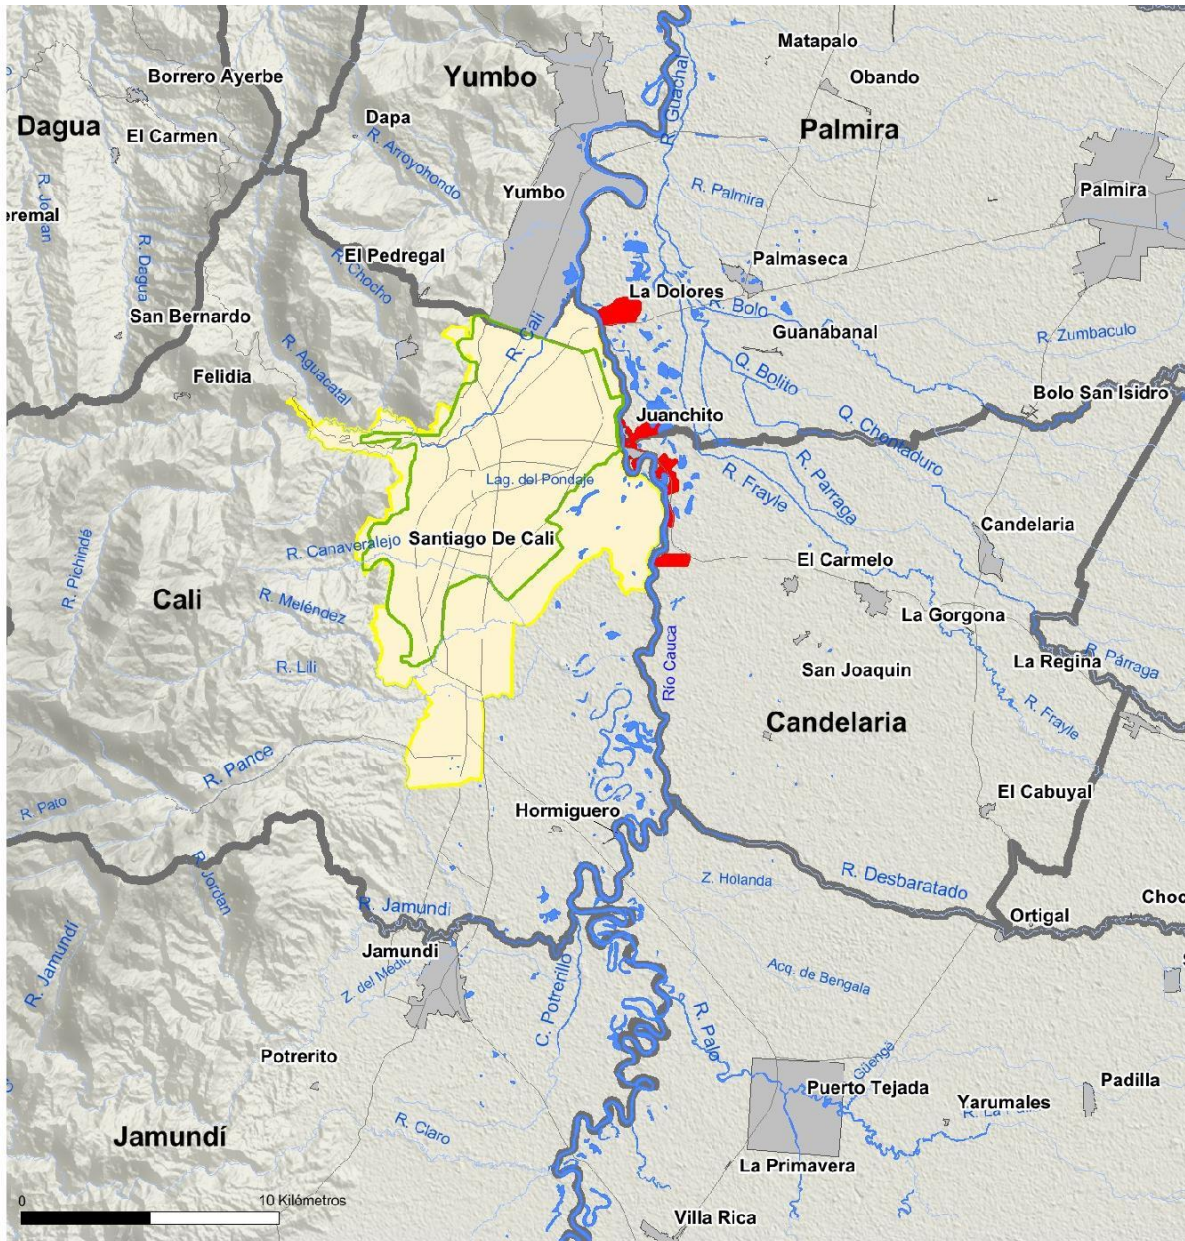 Matapalo
Yumbo
Borrero Ayerbe
Obando
R. Guachal
Dapa
Dagua
El Carmen
Palmira
R. Arroyohondo
Yumbo
R. Palmira
Palmira
eremal
R. Dagua
El Pedregal
Palmaseca
R. Chocho
La Dolores
San Bernardo
R. Bolo
R. Cali
Guanabanal
R. Zumbaculo
R. Aguacatal
Felidia
Q. Bolito
Bolo San Isidro
Juanchito
Q. Chontaduro
R. Párraga
Lag. del Pondaje
R. Frayle
Candelaria
R. Pichindé
R. Canaveralejo
Santiago De Cali
El Carmelo
Cali
R. Meléndez
La Gorgona
R. Lili
Río Cauca
San Joaquin
La Regina
R. Párraga
R. Frayle
Candelaria
R. Pance
R. Pato
El Cabuyal
Hormiguero
R. Jordan
Z. Holanda
R. Desbaratado
R. Jamundi
Ortigal
Choc
Jamundi
R. Jamundí
Z. del Medio
C. Potrerillo
Acq. de Bengala
R. Palo
Güengé
Potrerito
Puerto Tejada
Padilla
Yarumales
Jamundí
R. Claro
La Primavera
0
10 Kilómetros
Villa Rica